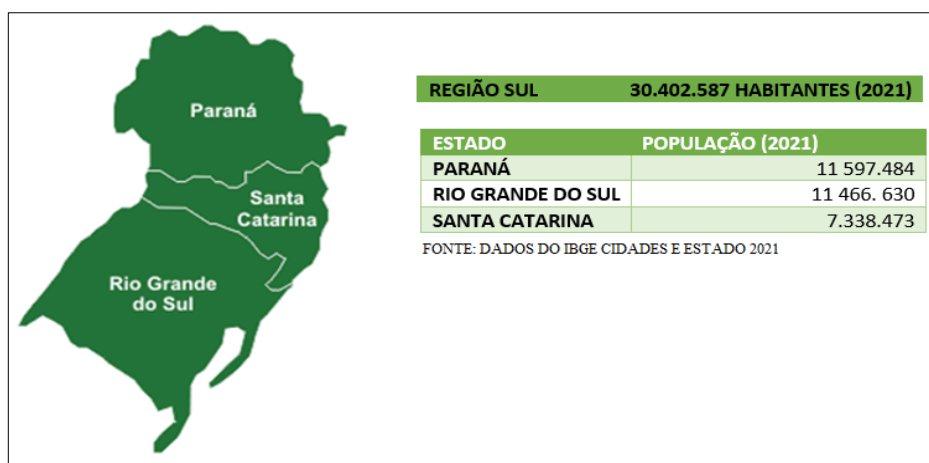 Paraná
Santa
Catarina
Rio Grande
do Sul
REGIÃO SUL 30.402.587 HABITANTES (2021)
ESTADO POPULAÇÃO (2021)
PARANÁ 11 597.484
RIO GRANDE DO SUL 11 466. 630
SANTA CATARINA 7.338.473
FONTE: DADOS DO IBGE CIDADES E ESTADO 2021